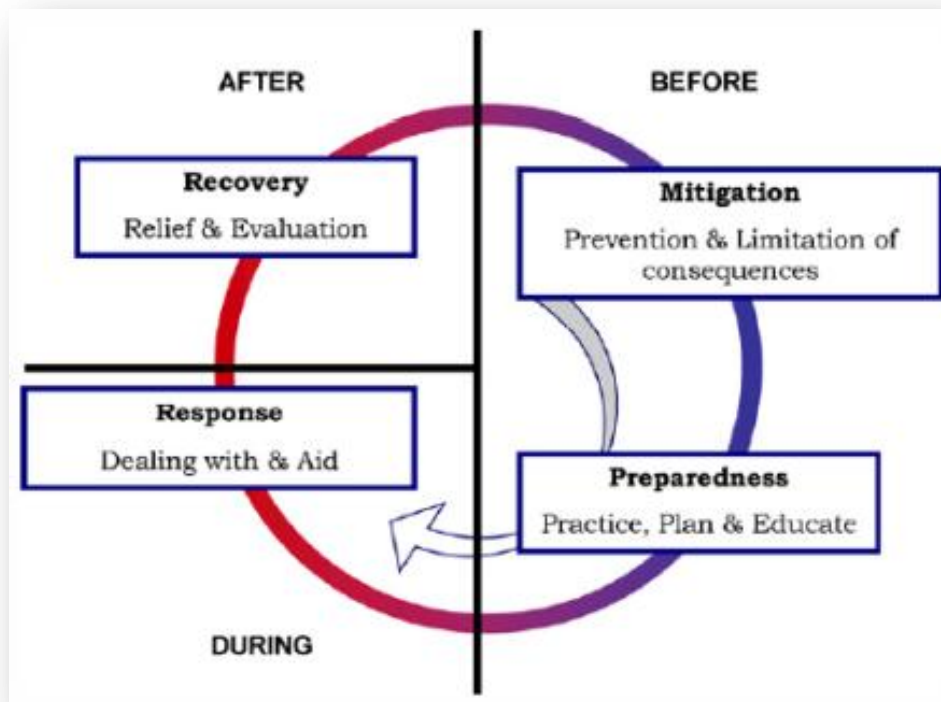 AFTER
BEFORE
Recovery
Relief & Evaluation
Mitigation
Prevention & Limitation of
consequences
Response
Dealing with & Aid
Preparedness
Practice, Plan & Educate
DURING